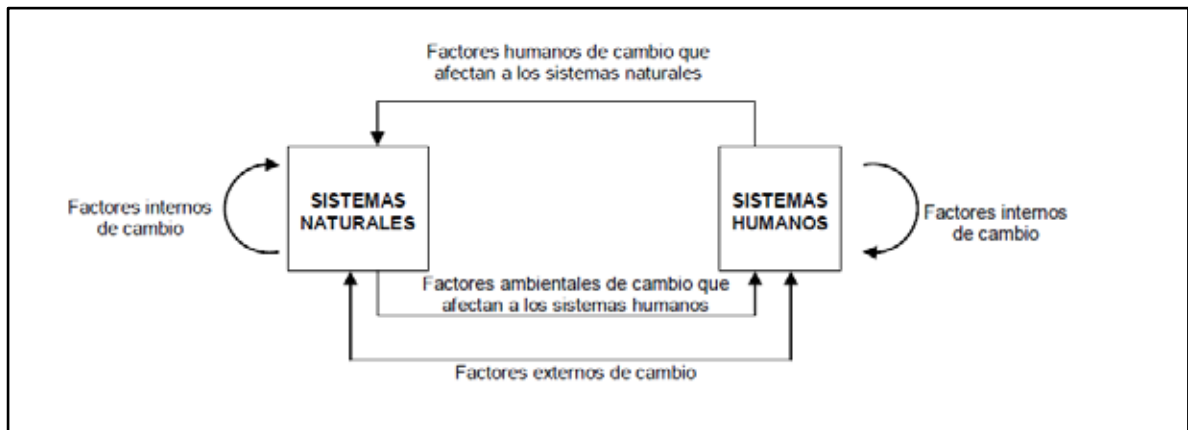 Factores humanos de cambio que
afectan a los sistemas naturales
SISTEMAS
NATURALES
SISTEMAS
HUMANOS
Factores internos
de cambio
Factores internos
de cambio
Factores ambientales de cambio que
afectan a los sistemas humanos
Factores externos de cambio